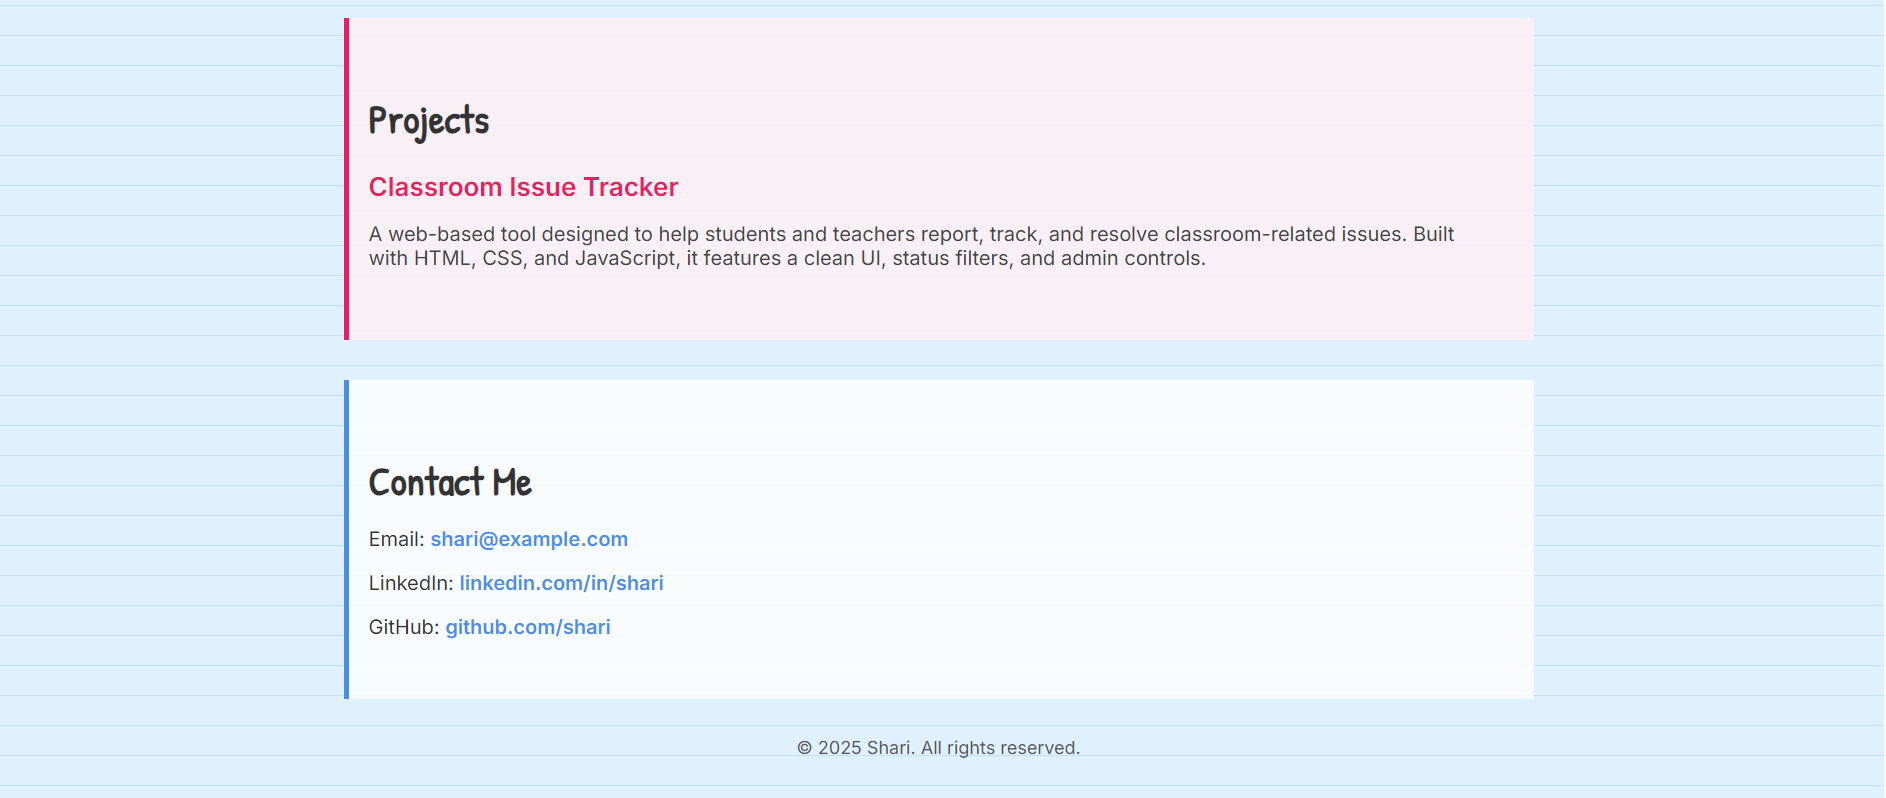 Projects
Classroom Issue Tracker
A web-based tool designed to help students and teachers report, track, and resolve classroom-related issues. Built
with HTML, CSS, and JavaScript, it features a clean UI, status filters, and admin controls.
Contact Me
Email: shari@example.com
LinkedIn: linkedin.com/in/shari
GitHub: github.com/shari
© 2025 Shari. All rights reserved.